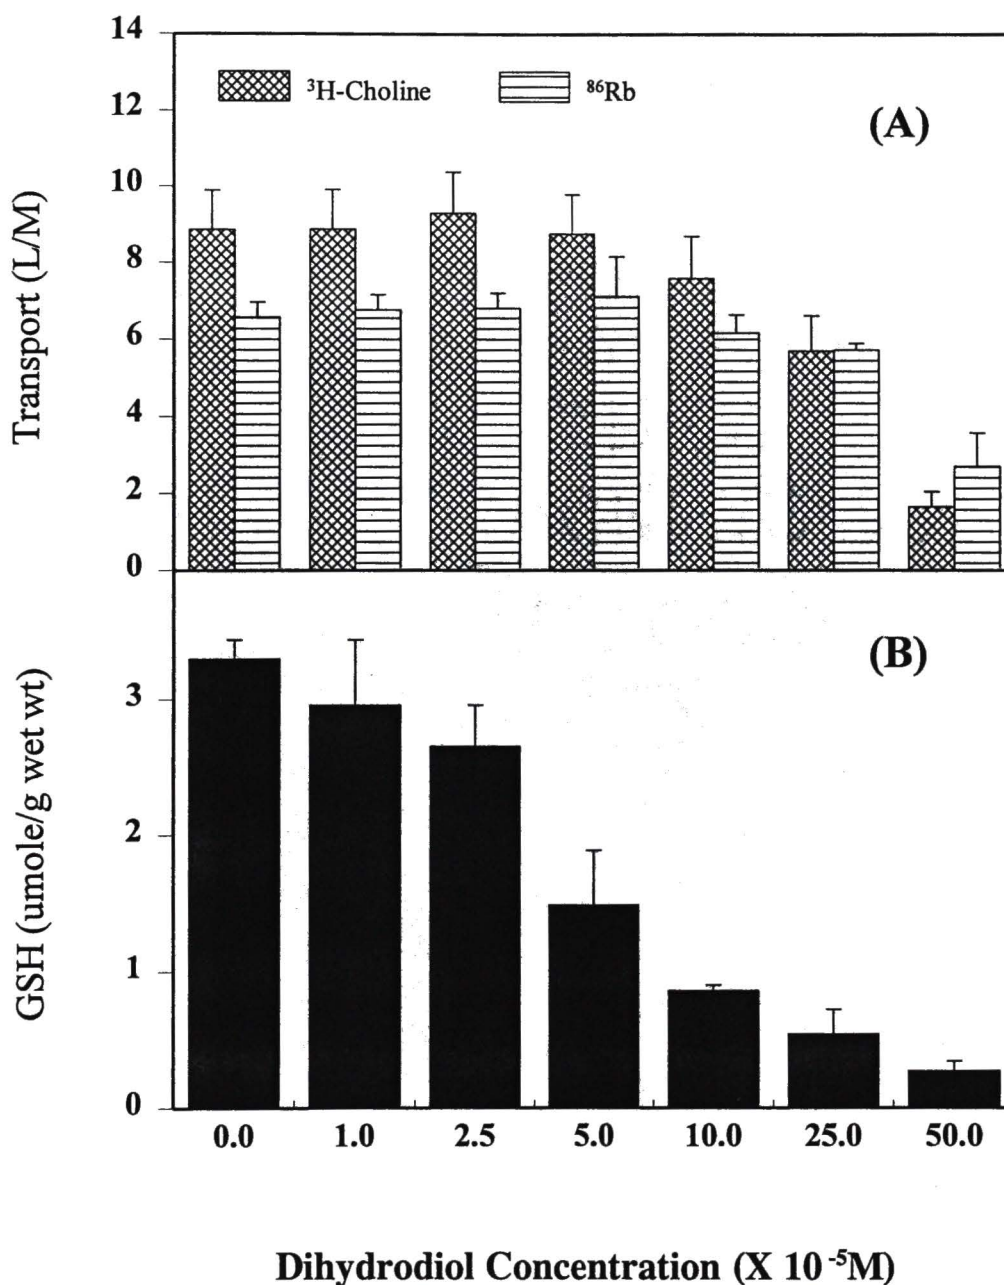 14
12
10
8
6
4
2
0
Transport (L/M)
³H-Choline
⁸⁶Rb
(A)
3
2
1
0
GSH (umole/g wet wt)
(B)
0.0 1.0 2.5 5.0 10.0 25.0 50.0
Dihydrodiol Concentration (X 10⁻⁵M)